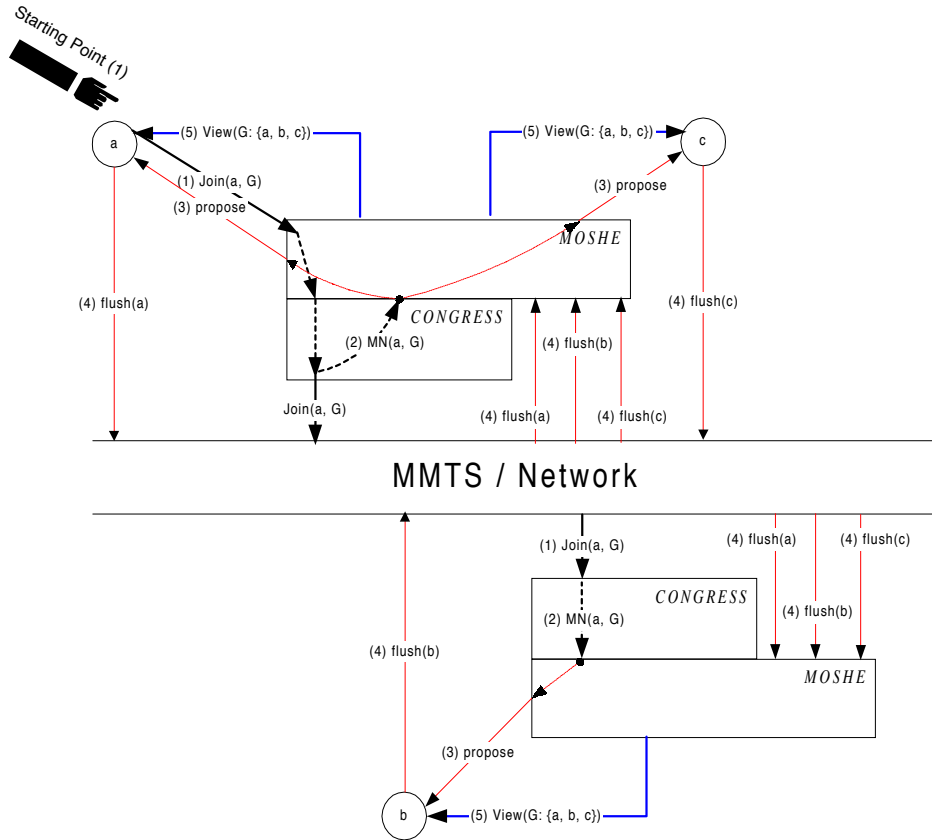 Starting Point (1)
(5) View(G: {a, b, c})
(5) View(G: {a, b, c})
a
c
(1) Join(a, G)
(3) propose
(3) propose
MOSHE
(4) flush(a)
(4) flush(c)
CONGRESS
(2) MN(a, G)
(4) flush(b)
Join(a, G)
(4) flush(a)
(4) flush(c)
MMTS / Network
(1) Join(a, G)
(4) flush(a)
(4) flush(c)
CONGRESS
(2) MN(a, G)
(4) flush(b)
(4) flush(b)
MOSHE
(3) propose
b
(5) View(G: {a, b, c})